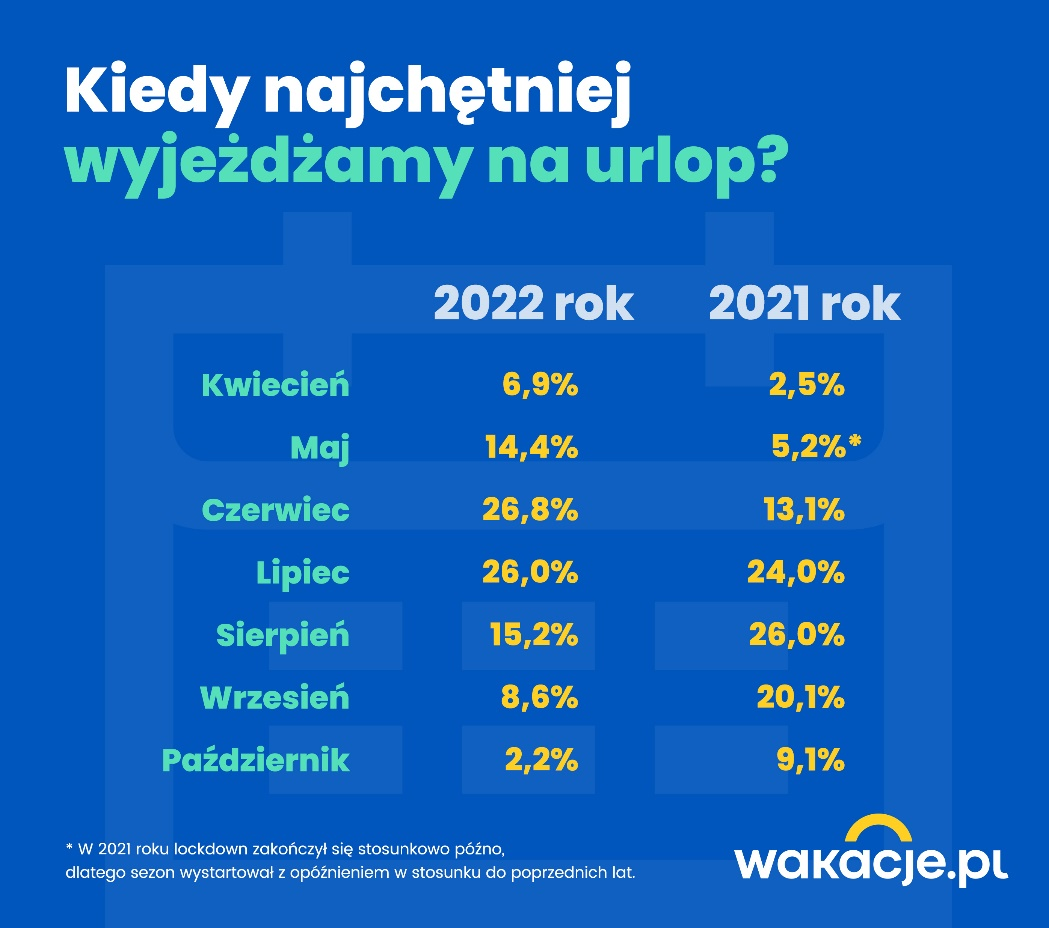 Kiedy najchętniej
wyjeżdżamy na urlop?
2022 rok 2021 rok
Kwiecień 6,9% 2,5%
Maj 14,4% 5,2%*
Czerwiec 26,8% 13,1%
Lipiec 26,0% 24,0%
Sierpień 15,2% 26,0%
Wrzesień 8,6% 20,1%
Październik 2,2% 9,1%
* W 2021 roku lockdown zakończył się stosunkowo późno,
dlatego sezon wystartował z opóźnieniem w stosunku do poprzednich lat.
wakacje.pl